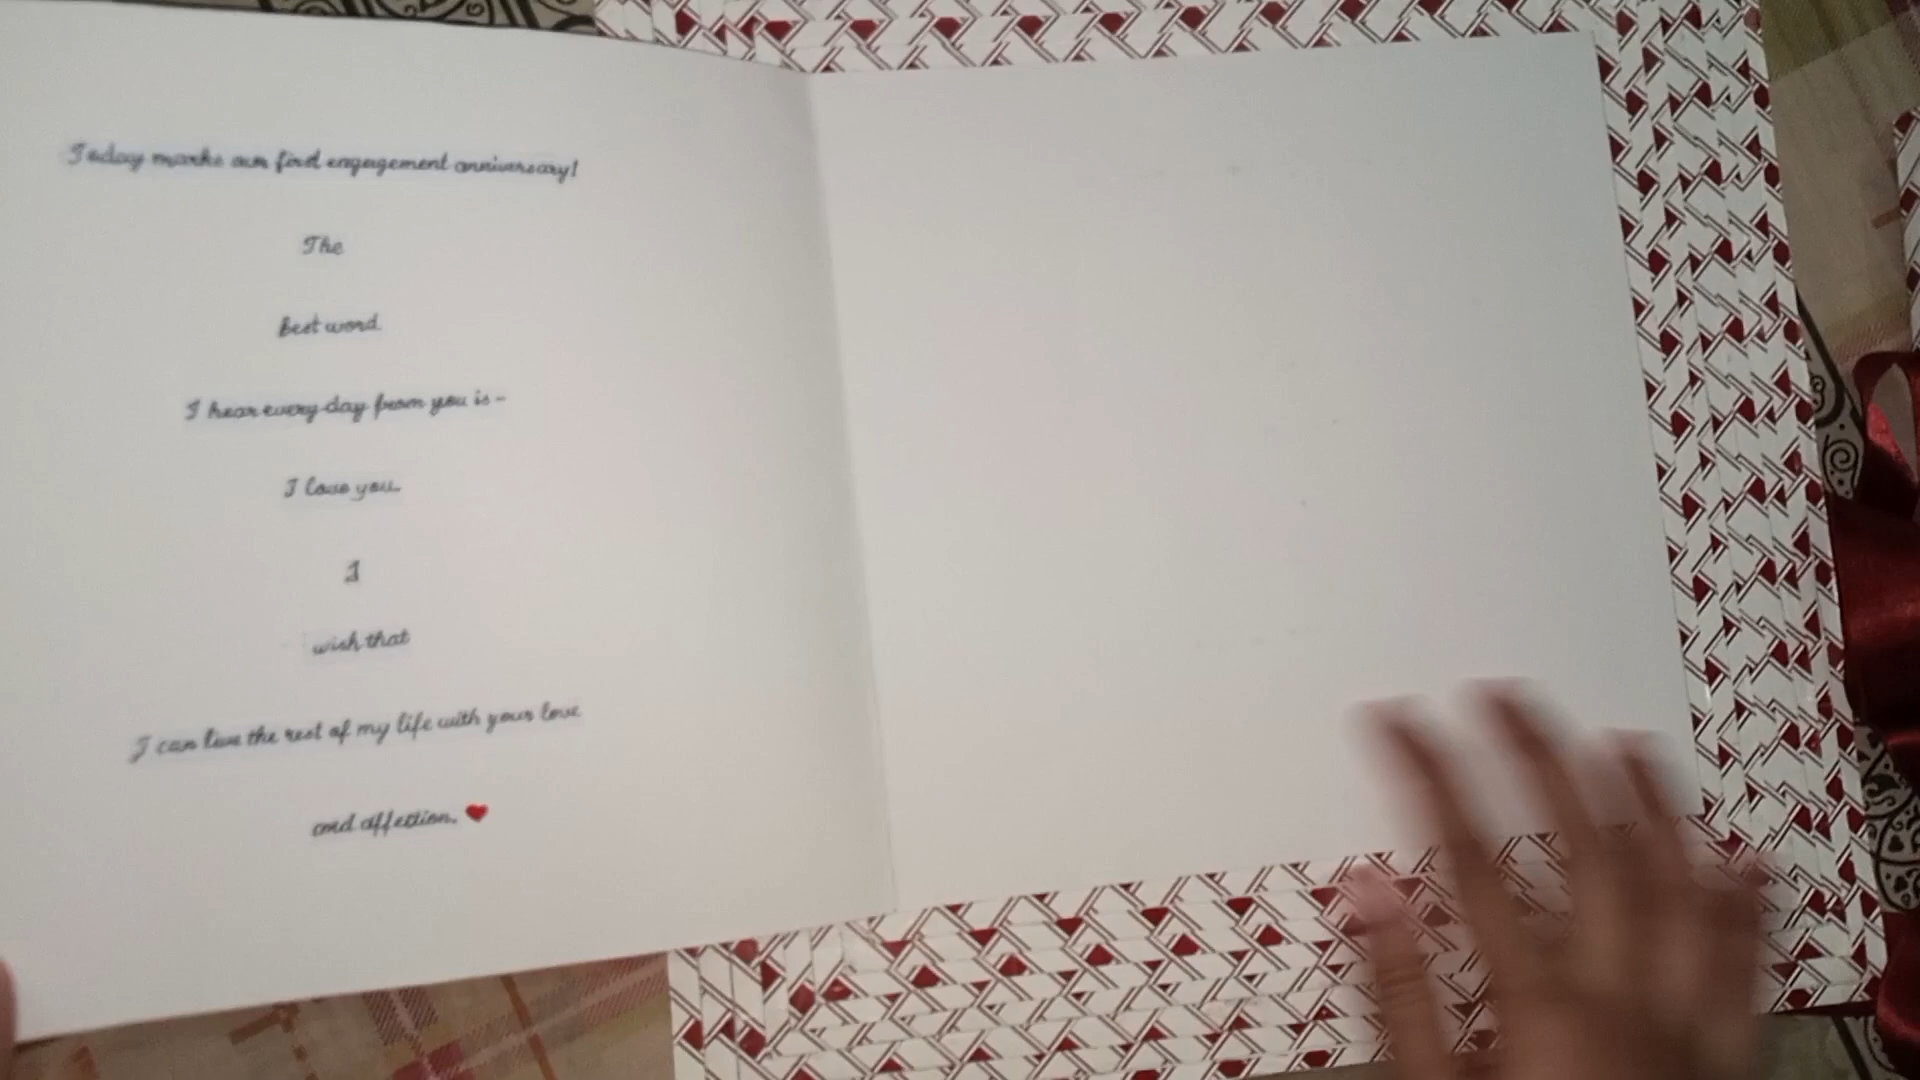 Today marks our first engagement anniversary!
The
Best word
I hear every day from you is -
I love you.
I
wish that
I can live the rest of my life with your love
and affection. ❤